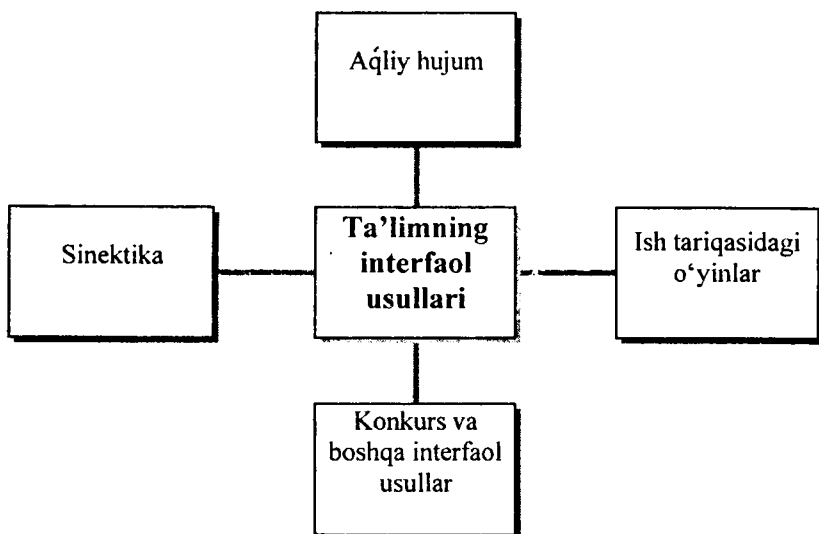 Aqliy hujum
Sinektika
Ta’limning
interfaol
usullari
Ish tariqasidagi
o‘yinlar
Konkurs va
boshqa interfaol
usullar